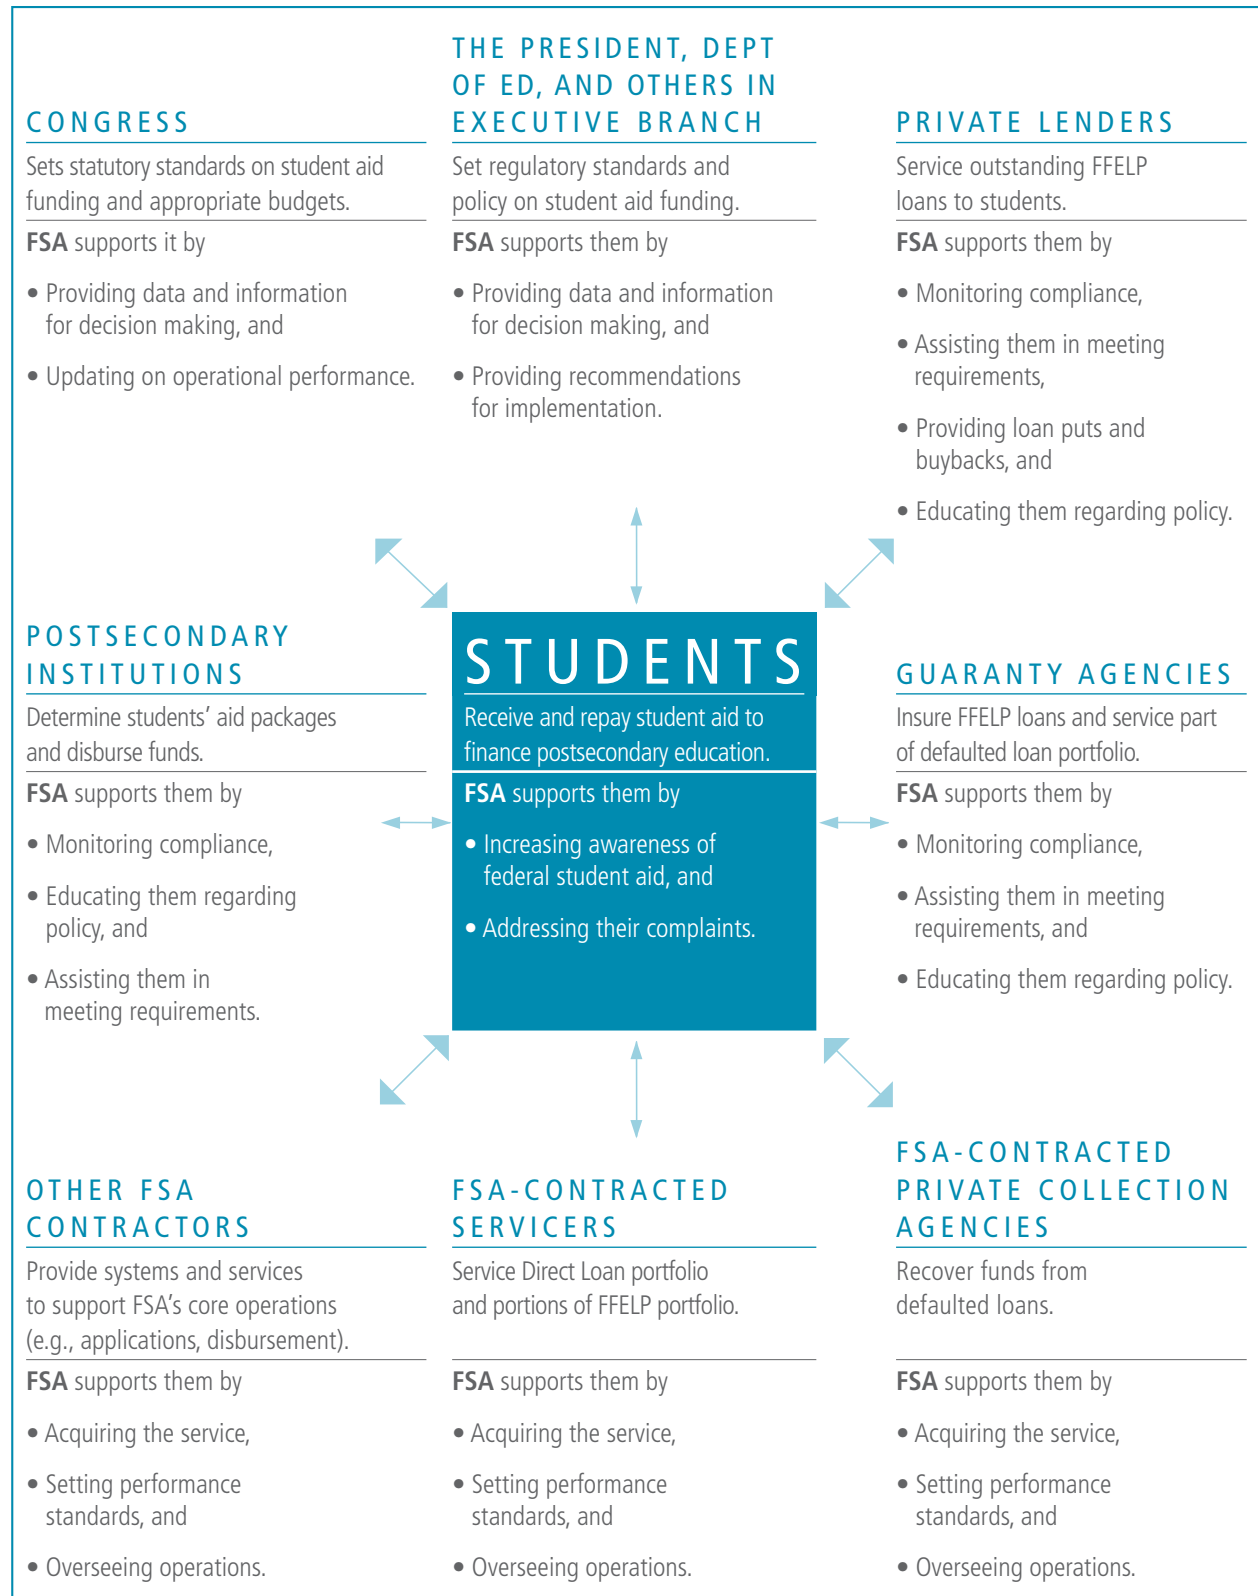 CONGRESS
Sets statutory standards on student aid
funding and appropriate budgets.
FSA supports it by
• Providing data and information
for decision making, and
• Updating on operational performance.
THE PRESIDENT, DEPT
OF ED, AND OTHERS IN
EXECUTIVE BRANCH
Set regulatory standards and
policy on student aid funding.
FSA supports them by
• Providing data and information
for decision making, and
• Providing recommendations
for implementation.
PRIVATE LENDERS
Service outstanding FFELP
loans to students.
FSA supports them by
• Monitoring compliance,
• Assisting them in meeting
requirements,
• Providing loan puts and
buybacks, and
• Educating them regarding policy.
POSTSECONDARY
INSTITUTIONS
Determine students’ aid packages
and disburse funds.
FSA supports them by
• Monitoring compliance,
• Educating them regarding
policy, and
• Assisting them in
meeting requirements.
STUDENTS
Receive and repay student aid to
finance postsecondary education.
FSA supports them by
• Increasing awareness of
federal student aid, and
• Addressing their complaints.
GUARANTY AGENCIES
Insure FFELP loans and service part
of defaulted loan portfolio.
FSA supports them by
• Monitoring compliance,
• Assisting them in meeting
requirements, and
• Educating them regarding policy.
OTHER FSA
CONTRACTORS
Provide systems and services
to support FSA’s core operations
(e.g., applications, disbursement).
FSA supports them by
• Acquiring the service,
• Setting performance
standards, and
• Overseeing operations.
FSA-CONTRACTED
SERVICERS
Service Direct Loan portfolio
and portions of FFELP portfolio.
FSA supports them by
• Acquiring the service,
• Setting performance
standards, and
• Overseeing operations.
FSA-CONTRACTED
PRIVATE COLLECTION
AGENCIES
Recover funds from
defaulted loans.
FSA supports them by
• Acquiring the service,
• Setting performance
standards, and
• Overseeing operations.